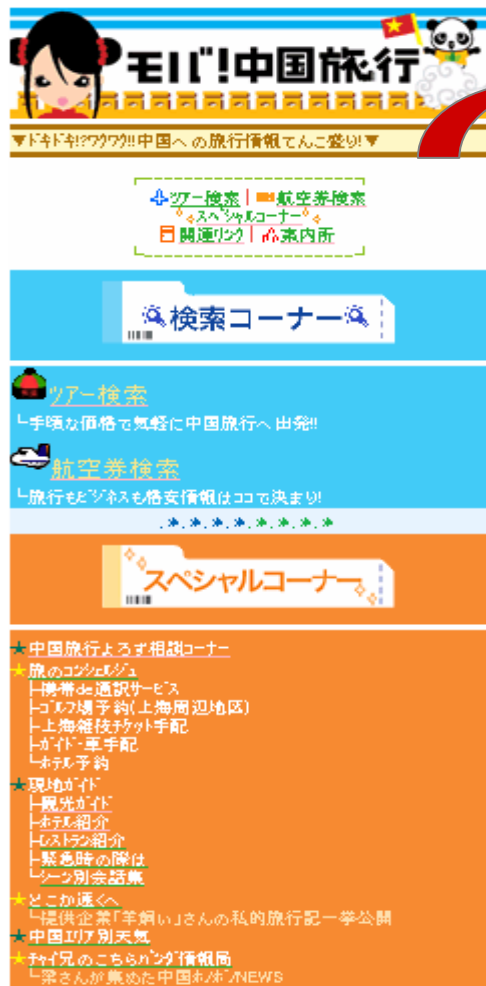 モバ!中国旅行
▼ドキドキ!?ワクワク!!中国への旅行情報てんこ盛り!▼
ツアー検索|航空券検索
スペシャルコーナー
関連リンク|案内所
検索コーナー
ツアー検索
└手頃な価格で気軽に中国旅行へ出発!!
航空券検索
└旅行もビジネスも格安情報はココで決まり!
スペシャルコーナー
★中国旅行よろず相談コーナー
★旅のコンシェルジュ
├携帯de通訳サービス
├ゴルフ場予約(上海周辺地区)
├上海雑技チケット手配
├ガイド・車手配
└ホテル予約
★現地ガイド
├観光ガイド
├ホテル紹介
├レストラン紹介
├緊急時の際は
└シーン別会話集
★どこか遠くへ
└提供企業「羊飼い」さんの私的旅行記一挙公開
★中国エリア別天気
★チャイ兄のこちらパンダ情報局
└梁さんが集めた中国ホノボノNEWS